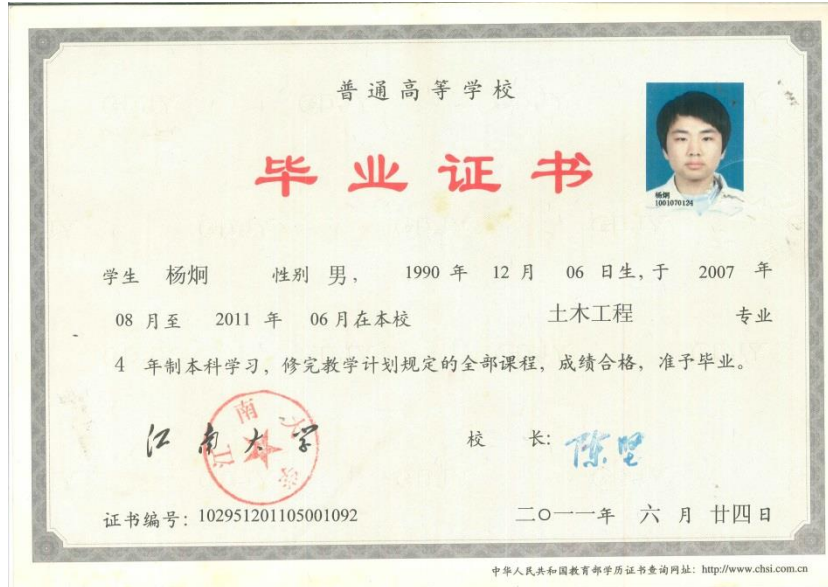 普通高等学校
毕业证书
杨炯
1001070124
学生 杨炯 性别 男， 1990 年 12 月 06 日生，于 2007 年
08 月至 2011 年 06 月在本校 土木工程 专业
4 年制本科学习，修完教学计划规定的全部课程，成绩合格，准予毕业。
江南大学
江南大学
校 长： 陈坚
证书编号：102951201105001092
二〇一一年 六 月 廿四日
中华人民共和国教育部学历证书查询网址：http://www.chsi.com.cn